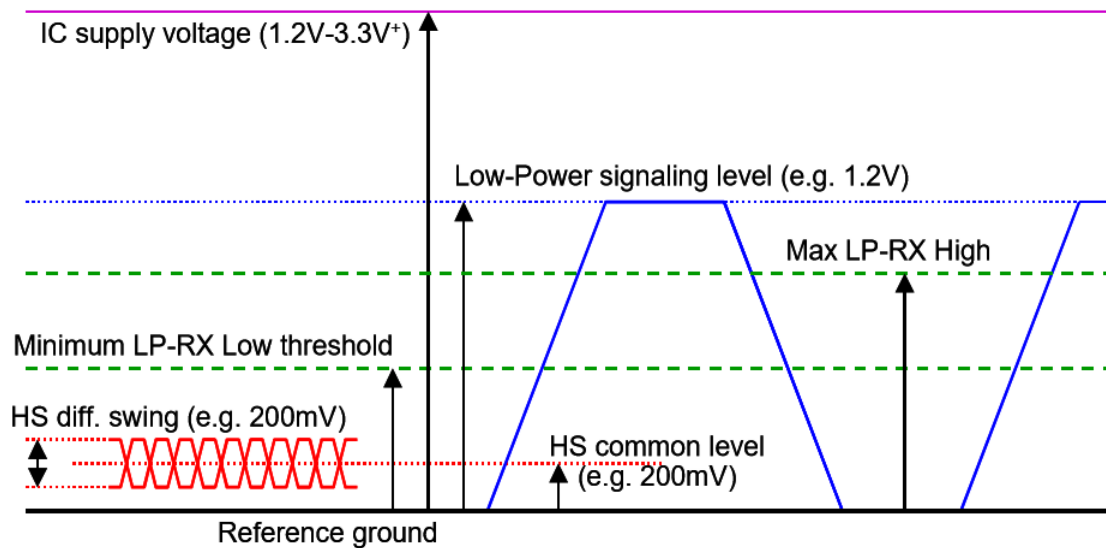 IC supply voltage (1.2V-3.3V⁺)
Low-Power signaling level (e.g. 1.2V)
Max LP-RX High
Minimum LP-RX Low threshold
HS diff. swing (e.g. 200mV)
HS common level
(e.g. 200mV)
Reference ground